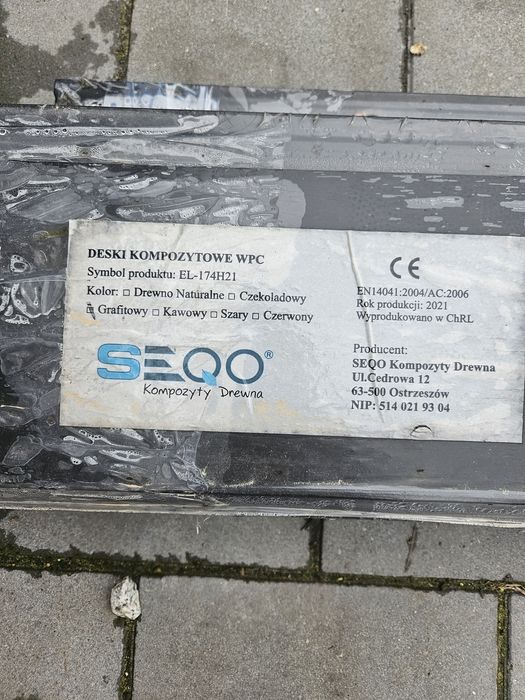 DESKI KOMPOZYTOWE WPC
Symbol produktu: EL-174H21
Kolor: □ Drewno Naturalne □ Czekoladowy
□ Grafitowy □ Kawowy □ Szary □ Czerwony
SEQO®
Kompozyty Drewna
CE
EN14041:2004/AC:2006
Rok produkcji: 2021
Wyprodukowano w ChRL
Producent:
SEQO Kompozyty Drewna
Ul.Cedrowa 12
63-500 Ostrzeszów
NIP: 514 021 93 04